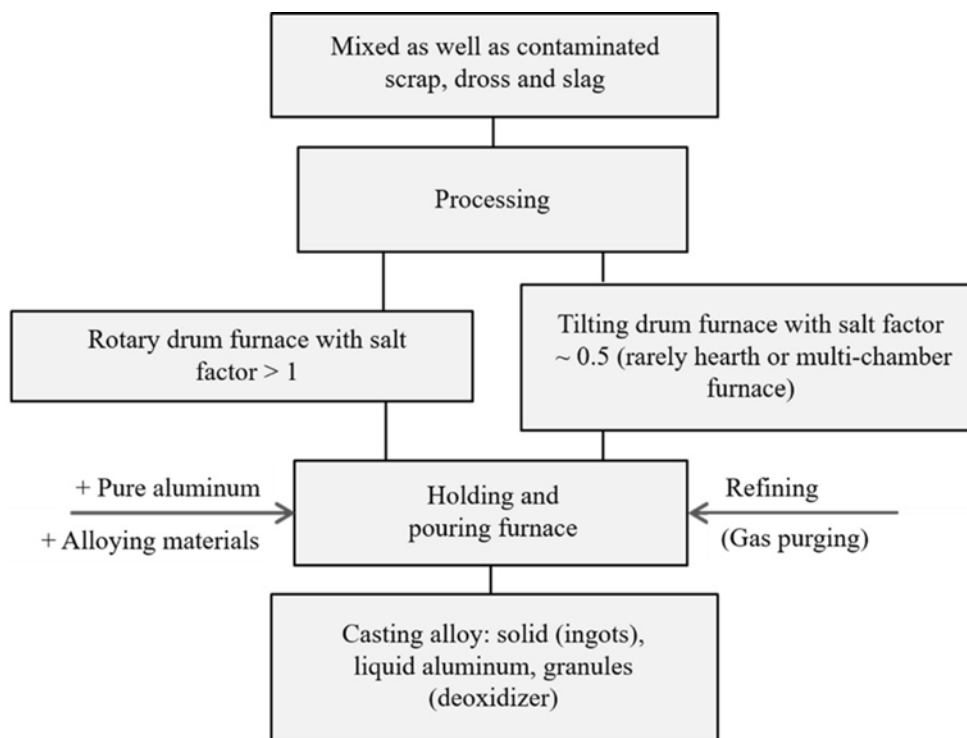 Mixed as well as contaminated
scrap, dross and slag
Processing
Rotary drum furnace with salt
factor > 1
Tilting drum furnace with salt factor
~ 0.5 (rarely hearth or multi-chamber
furnace)
+ Pure aluminum
+ Alloying materials
Holding and
pouring furnace
Refining
(Gas purging)
Casting alloy: solid (ingots),
liquid aluminum, granules
(deoxidizer)